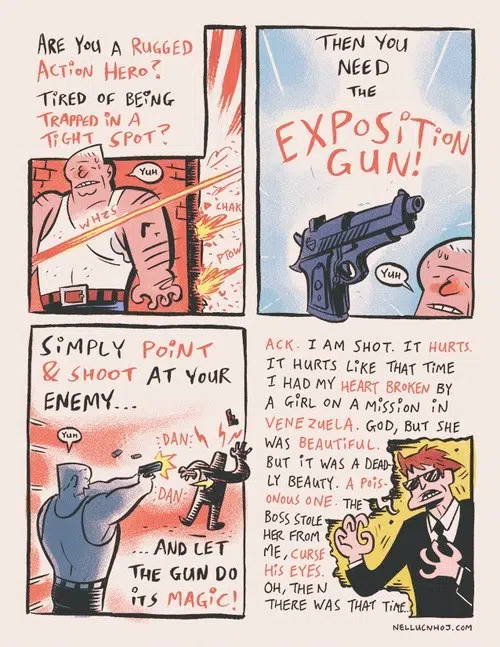 ARE YOU A RUGGED
ACTION HERO?
TIRED OF BEING
TRAPPED IN A
TIGHT SPOT?
YUH
WHZS
CHAK
PTOW
THEN YOU
NEED
THE
EXPOSITION
GUN!
YUH
SIMPLY POINT
& SHOOT AT YOUR
ENEMY...
YUH
DAN
DAN
... AND LET
THE GUN DO
ITS MAGIC!
ACK. I AM SHOT. IT HURTS.
IT HURTS LIKE THAT TIME
I HAD MY HEART BROKEN BY
A GIRL ON A MISSION IN
VENEZUELA. GOD, BUT SHE
WAS BEAUTIFUL.
BUT IT WAS A DEAD-
LY BEAUTY. A POIS-
ONOUS ONE. THE
BOSS STOLE
HER FROM
ME, CURSE
HIS EYES.
OH, THEN
THERE WAS THAT TIME...
NELLUCNHOJ.COM